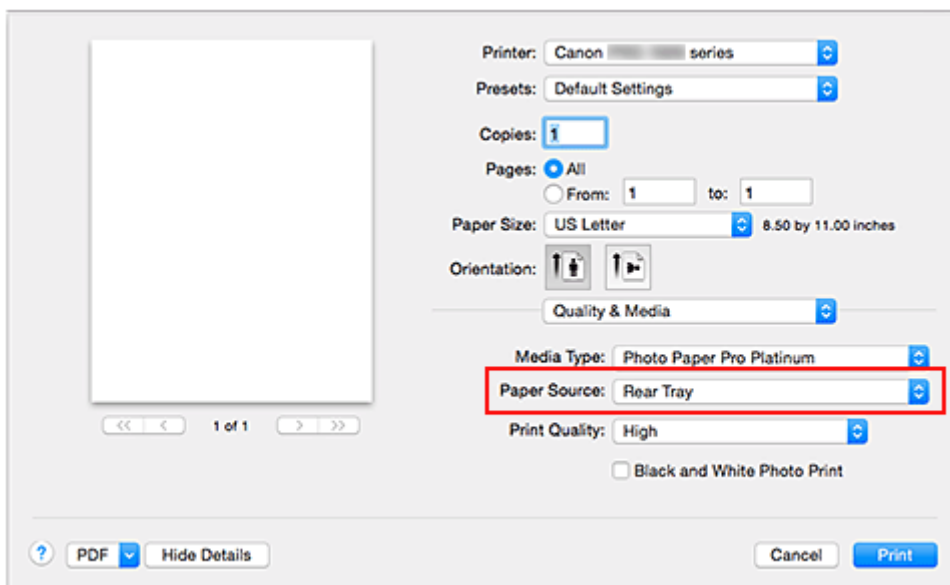 Printer: Canon series
Presets: Default Settings
Copies: 1
Pages: All
From: 1 to: 1
Paper Size: US Letter 8.50 by 11.00 inches
Orientation:
Quality & Media
Media Type: Photo Paper Pro Platinum
Paper Source: Rear Tray
1 of 1
Print Quality: High
Black and White Photo Print
? PDF Hide Details Cancel Print